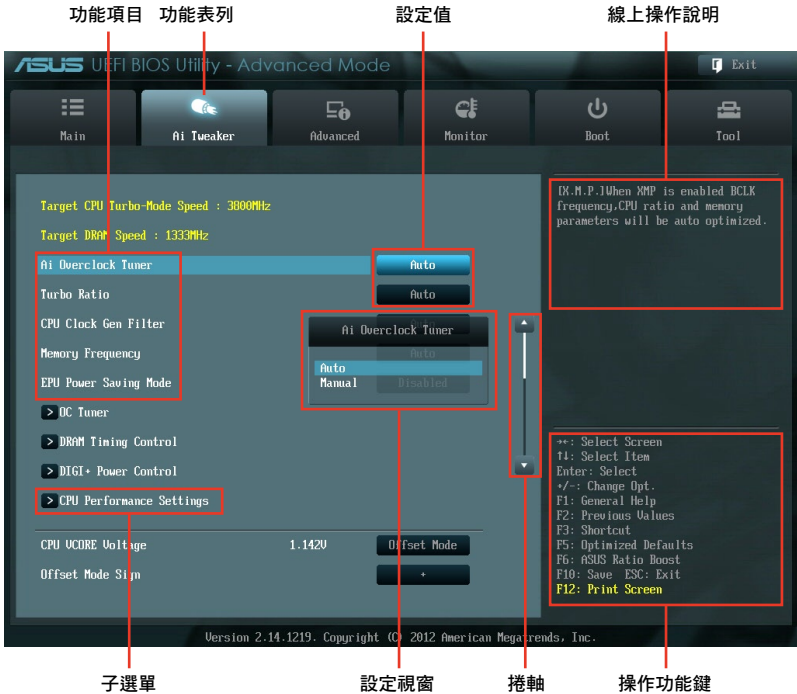 功能項目 功能表列 設定值 線上操作說明
ASUS UEFI BIOS Utility - Advanced Mode Exit
Main Ai Tweaker Advanced Monitor Boot Tool
Target CPU Turbo-Mode Speed : 3800MHz
Target DRAM Speed : 1333MHz
Ai Overclock Tuner Auto
Turbo Ratio Auto
CPU Clock Gen Filter
Memory Frequency Auto
EPU Power Saving Mode Disabled
Ai Overclock Tuner
Auto
Manual
> OC Tuner
> DRAM Timing Control
> DIGI+ Power Control
> CPU Performance Settings
CPU VCORE Voltage 1.142V Offset Mode
Offset Mode Sign +
[X.M.P.]When XMP is enabled BCLK
frequency,CPU ratio and memory
parameters will be auto optimized.
→←: Select Screen
↑↓: Select Item
Enter: Select
+/-: Change Opt.
F1: General Help
F2: Previous Values
F3: Shortcut
F5: Optimized Defaults
F6: ASUS Ratio Boost
F10: Save ESC: Exit
F12: Print Screen
Version 2.14.1219. Copyright (C) 2012 American Megatrends, Inc.
子選單 設定視窗 捲軸 操作功能鍵